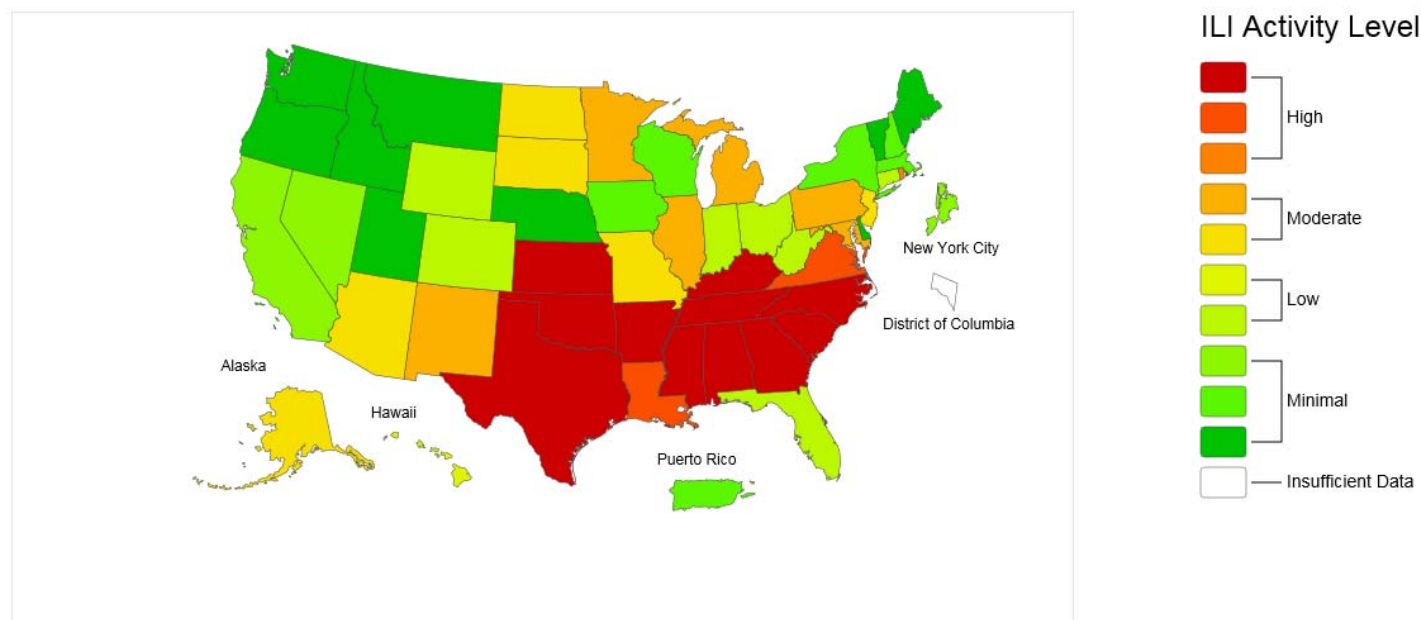 ILI Activity Level
High
Moderate
New York City
Low
District of Columbia
Alaska
Hawaii
Minimal
Puerto Rico
Insufficient Data